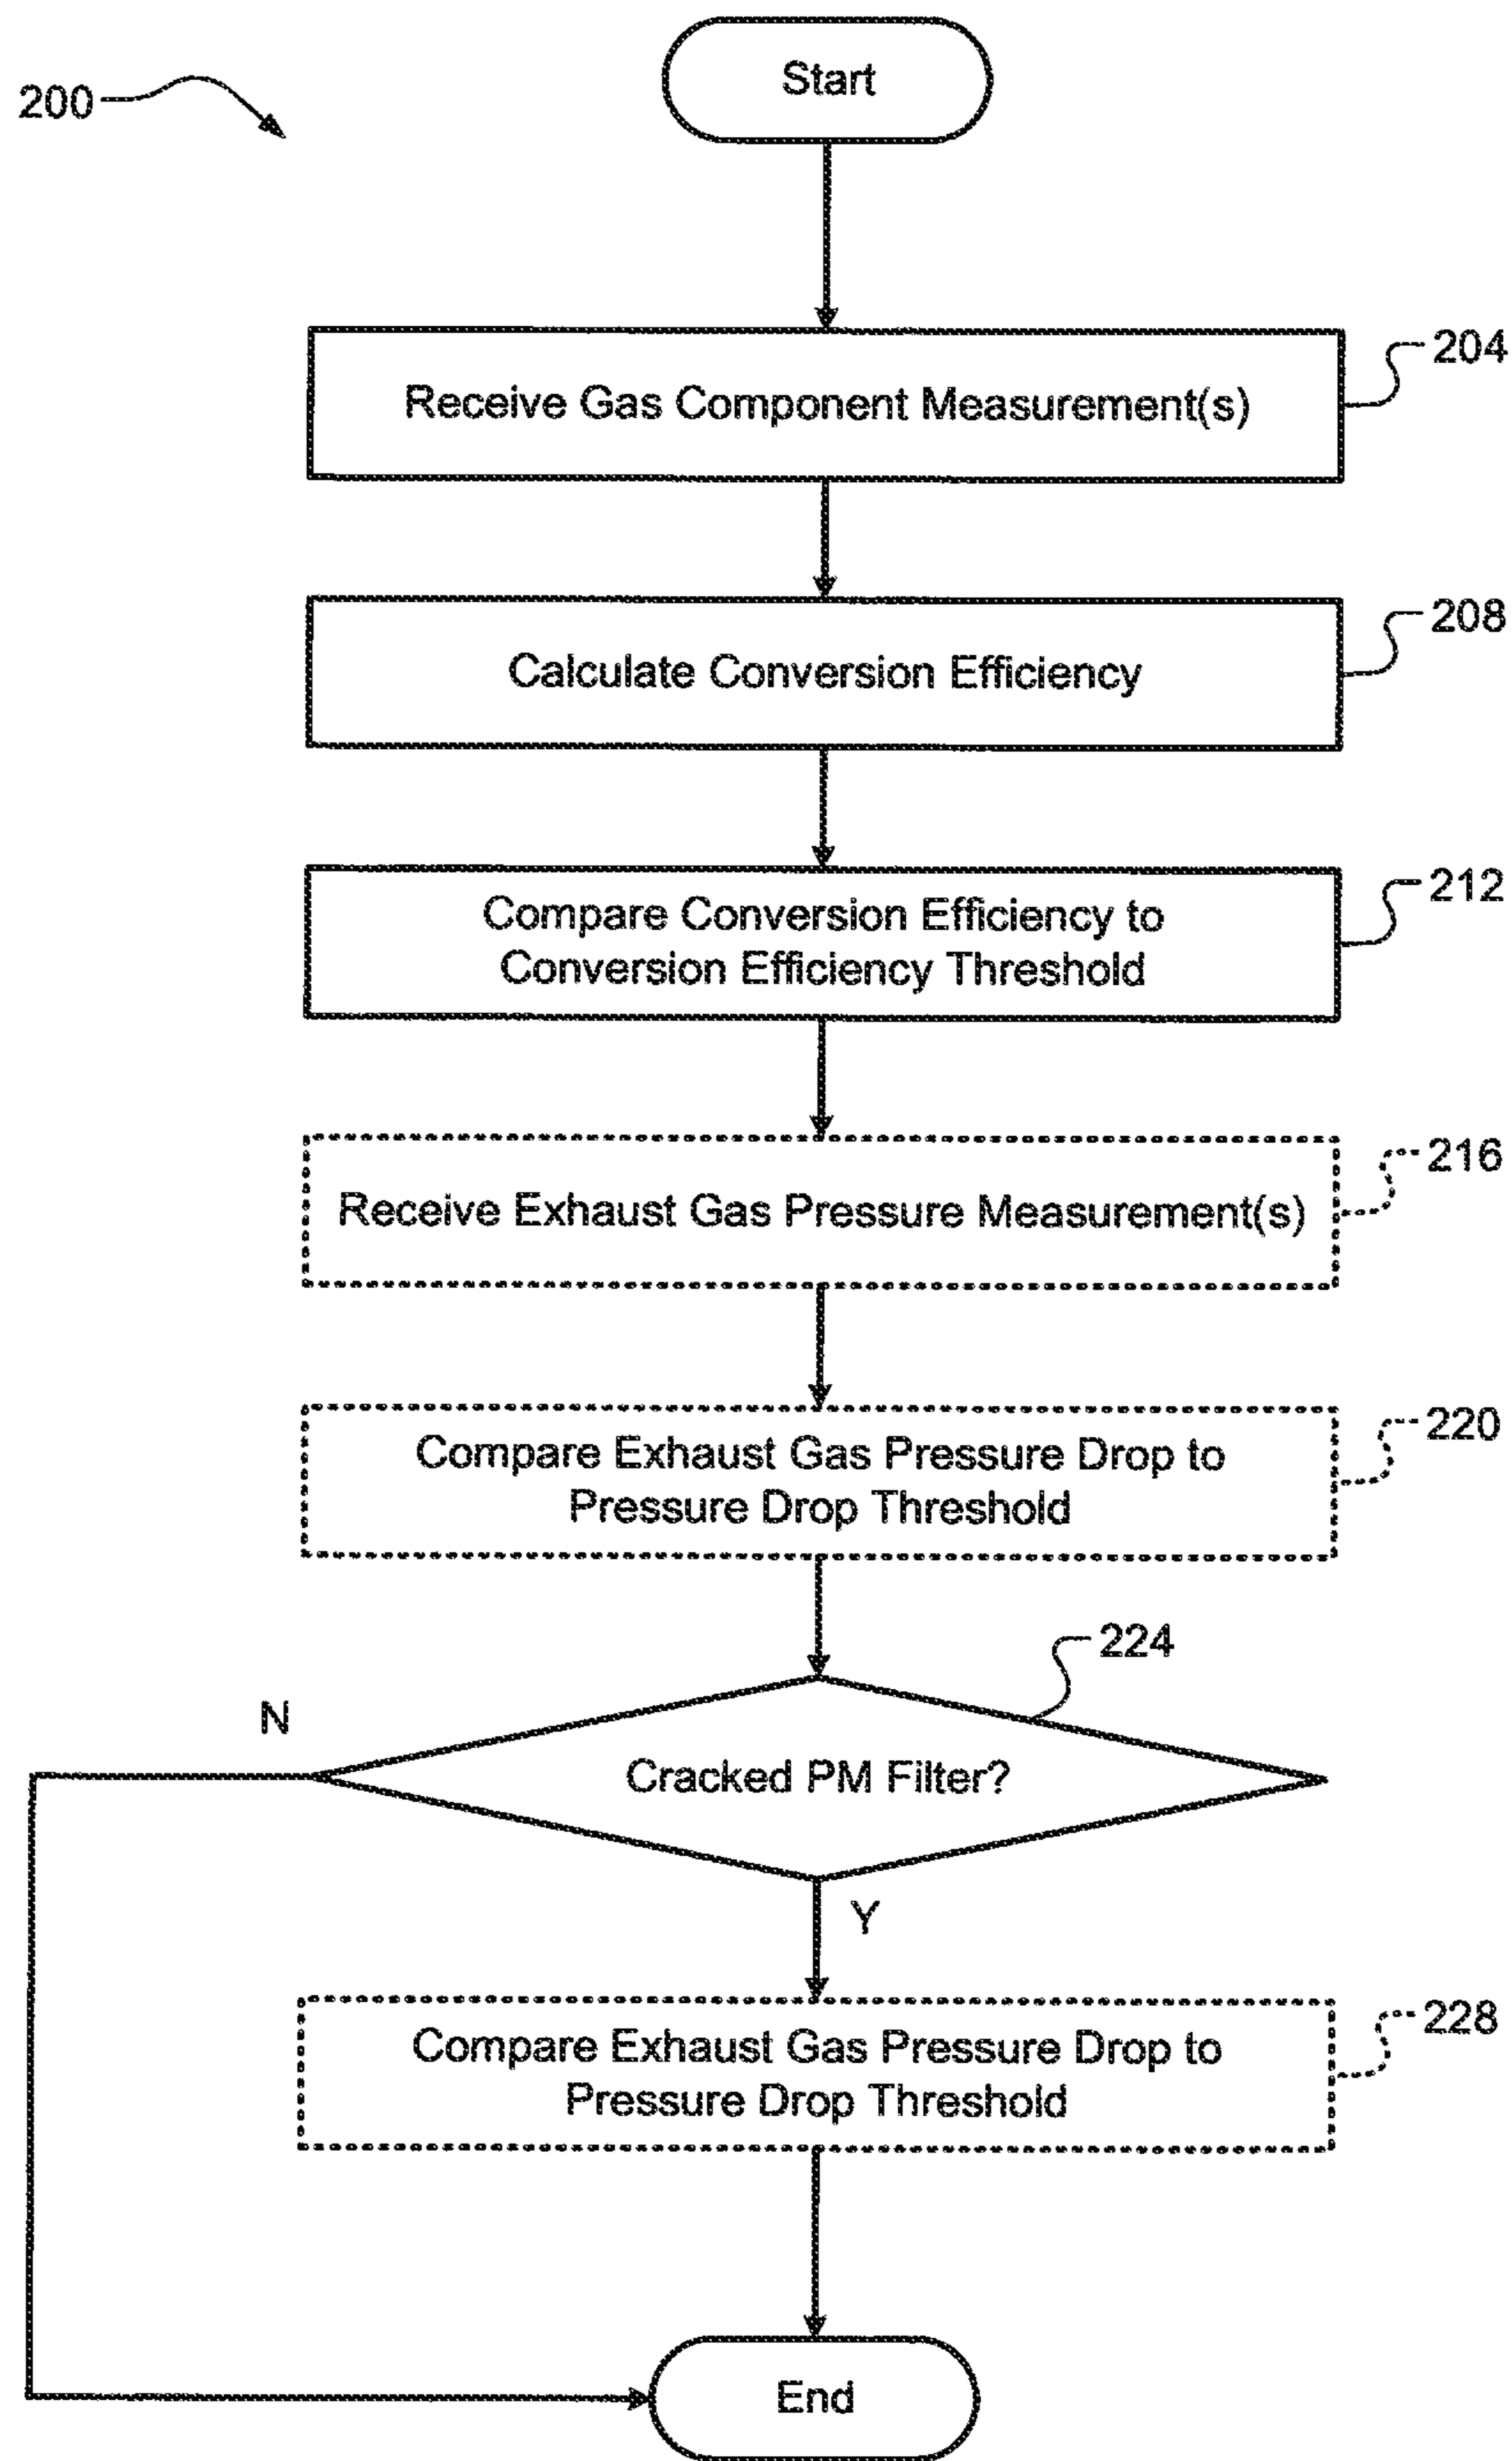 Start
200
Receive Gas Component Measurement(s)
204
Calculate Conversion Efficiency
208
Compare Conversion Efficiency to
Conversion Efficiency Threshold
212
Receive Exhaust Gas Pressure Measurement(s)
216
Compare Exhaust Gas Pressure Drop to
Pressure Drop Threshold
220
224
N
Cracked PM Filter?
Y
Compare Exhaust Gas Pressure Drop to
Pressure Drop Threshold
228
End